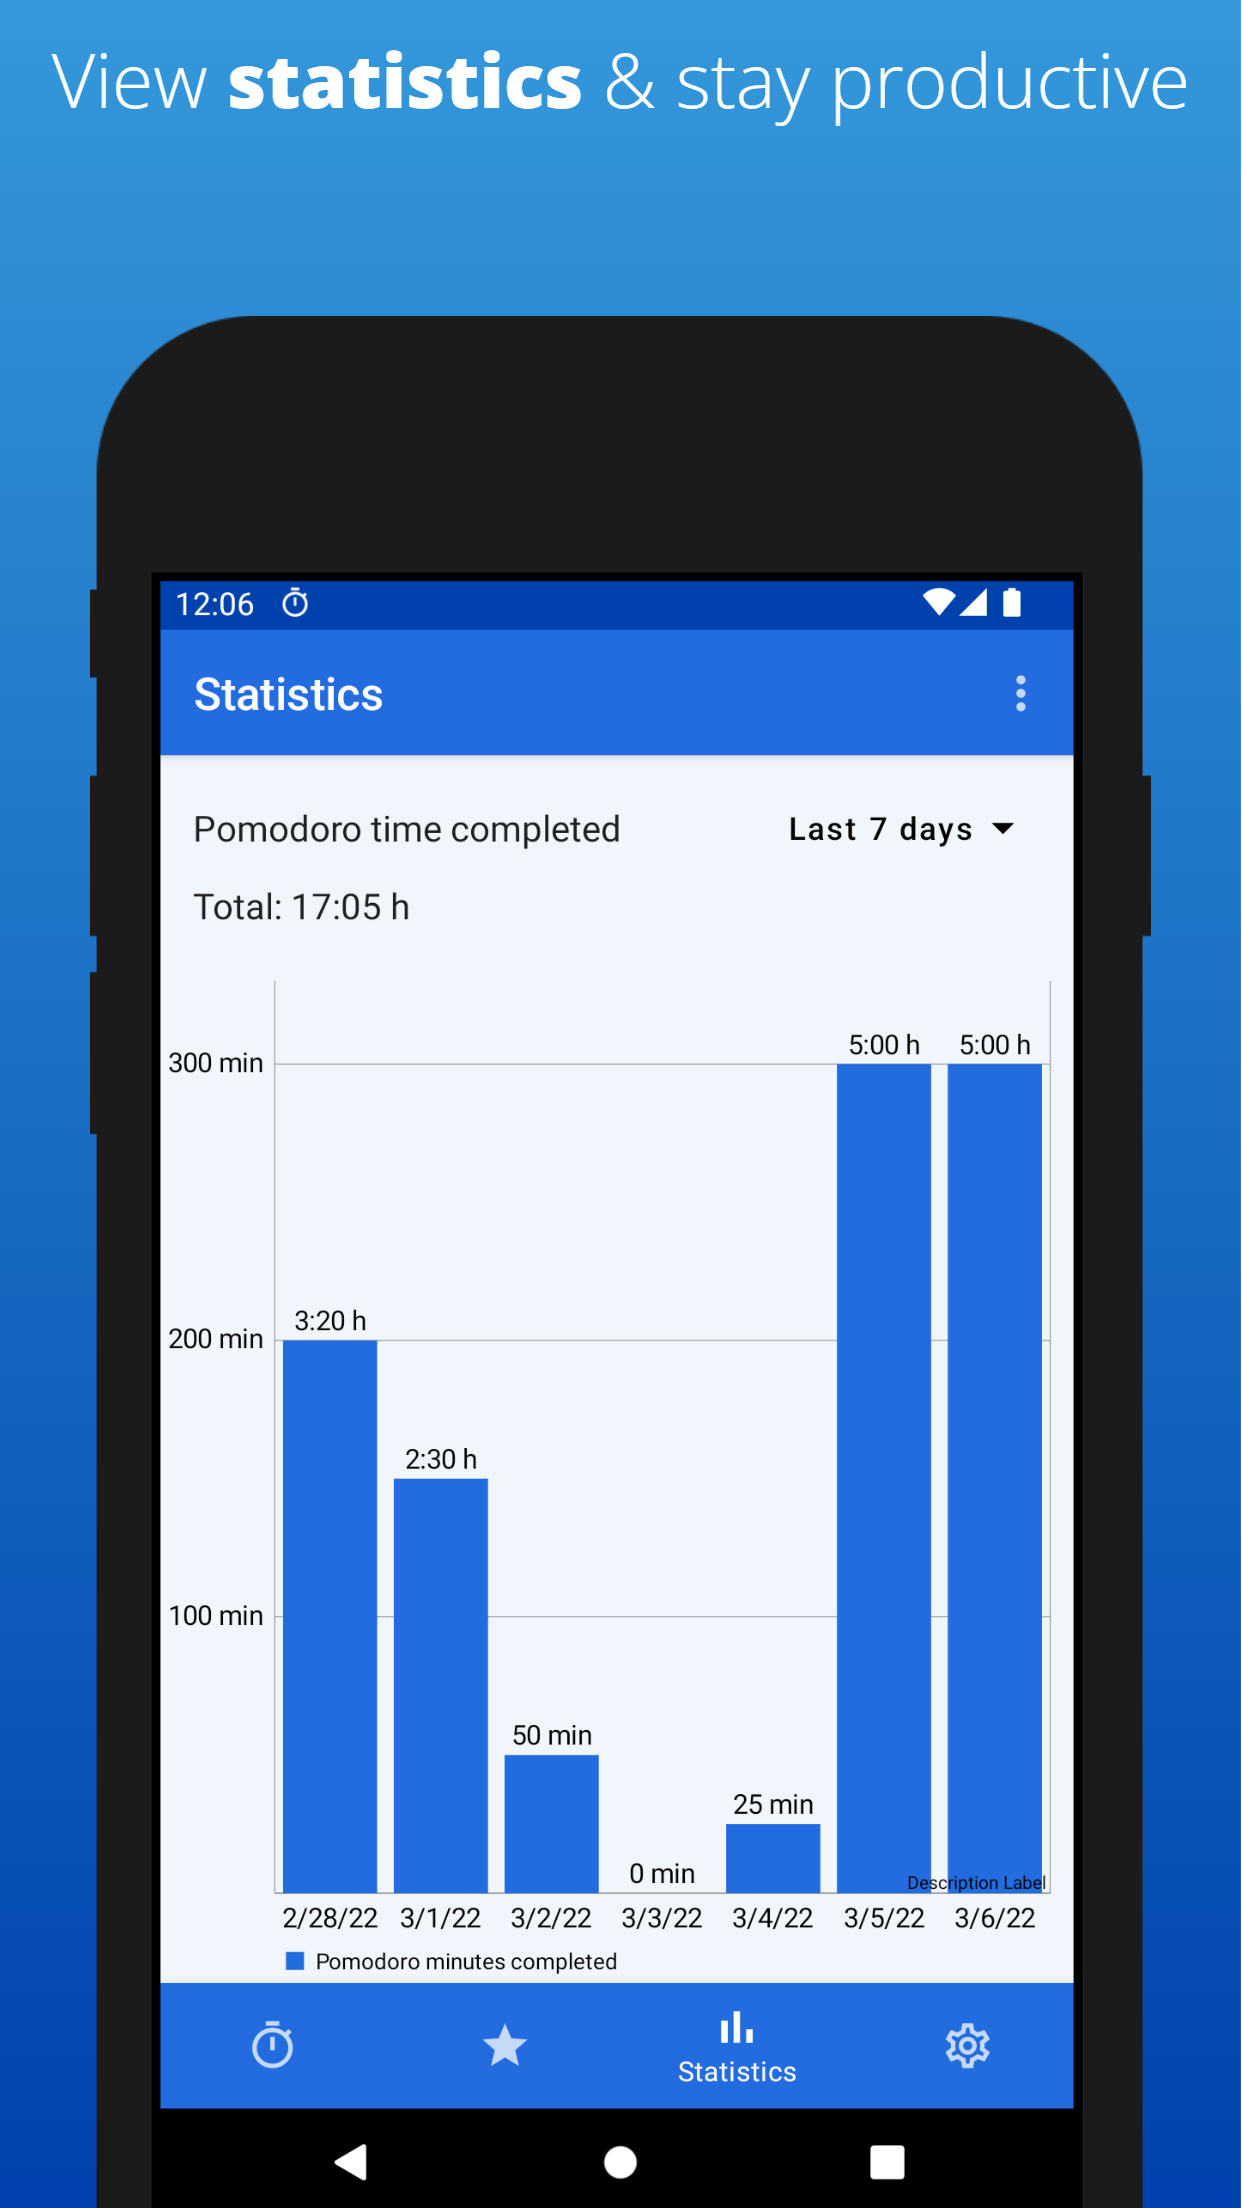 View statistics & stay productive
12:06
Statistics
Pomodoro time completed Last 7 days
Total: 17:05 h
5:00 h 5:00 h
300 min
3:20 h
200 min
2:30 h
100 min
50 min
25 min
0 min
Description Label
2/28/22 3/1/22 3/2/22 3/3/22 3/4/22 3/5/22 3/6/22
Pomodoro minutes completed
Statistics